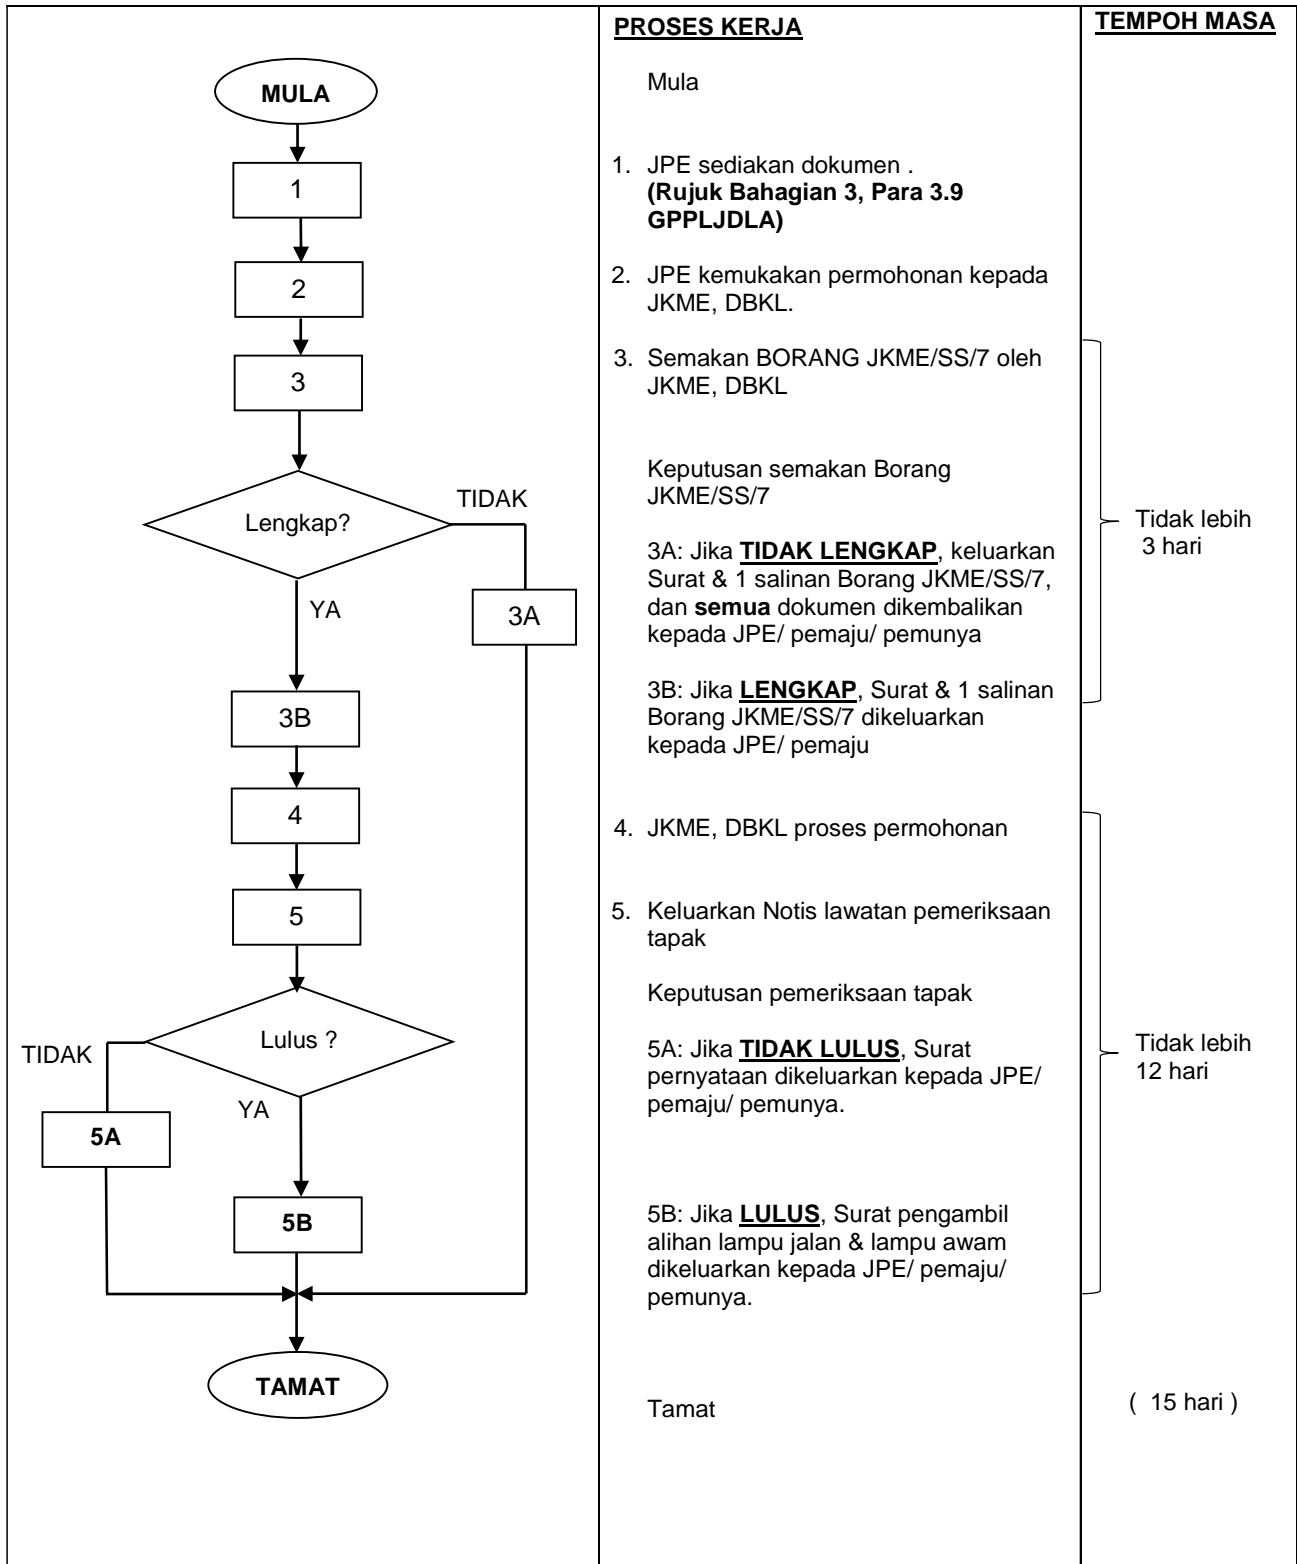 MULA
1
2
3
Lengkap?
TIDAK
YA
3A
3B
4
5
Lulus ?
TIDAK
YA
5A
5B
TAMAT
PROSES KERJA
Mula
1. JPE sediakan dokumen .
(Rujuk Bahagian 3, Para 3.9
GPPLJDLA)
2. JPE kemukakan permohonan kepada
JKME, DBKL.
3. Semakan BORANG JKME/SS/7 oleh
JKME, DBKL
Keputusan semakan Borang
JKME/SS/7
3A: Jika TIDAK LENGKAP, keluarkan
Surat & 1 salinan Borang JKME/SS/7,
dan semua dokumen dikembalikan
kepada JPE/ pemaju/ pemunya
3B: Jika LENGKAP, Surat & 1 salinan
Borang JKME/SS/7 dikeluarkan
kepada JPE/ pemaju
4. JKME, DBKL proses permohonan
5. Keluarkan Notis lawatan pemeriksaan
tapak
Keputusan pemeriksaan tapak
5A: Jika TIDAK LULUS, Surat
pernyataan dikeluarkan kepada JPE/
pemaju/ pemunya.
5B: Jika LULUS, Surat pengambil
alihan lampu jalan & lampu awam
dikeluarkan kepada JPE/ pemaju/
pemunya.
Tamat
TEMPOH MASA
Tidak lebih
3 hari
Tidak lebih
12 hari
( 15 hari )